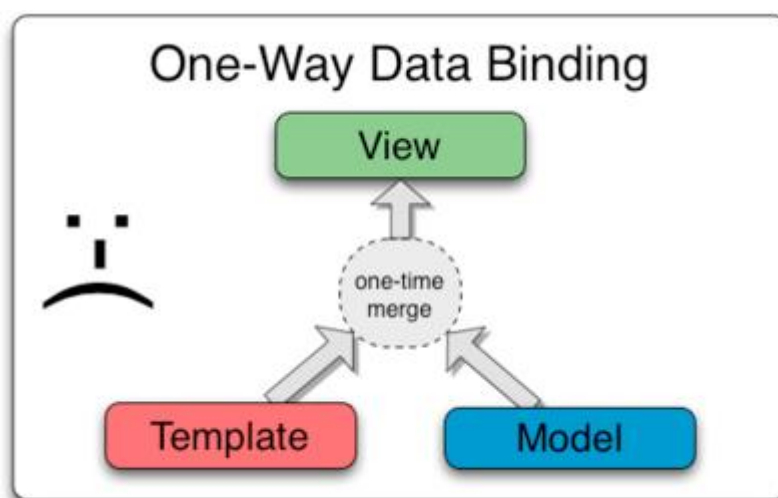 One-Way Data Binding
View
one-time
merge
Template
Model